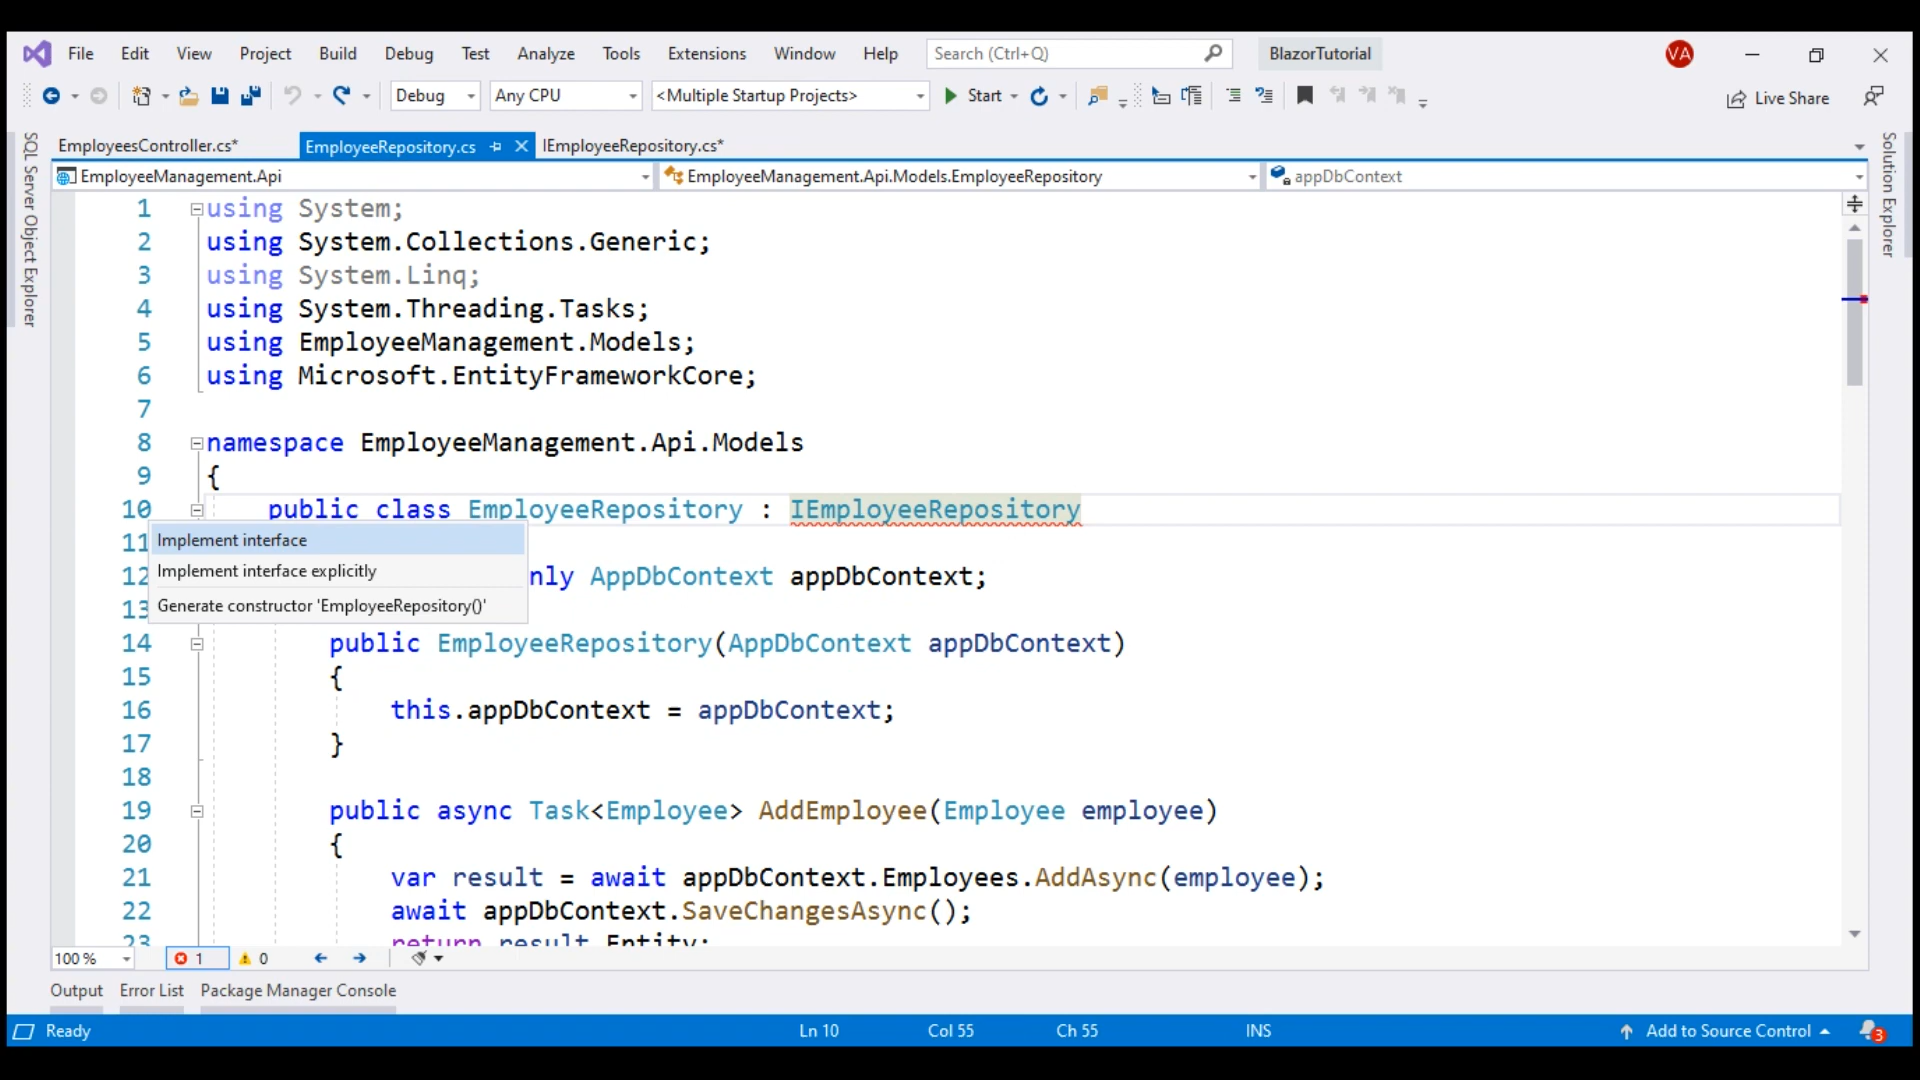 File Edit View Project Build Debug Test Analyze Tools Extensions Window Help Search (Ctrl+Q) BlazorTutorial VA
Debug Any CPU <Multiple Startup Projects> Start Live Share
SQL Server Object Explorer
Solution Explorer
EmployeesController.cs* EmployeeRepository.cs IEmployeeRepository.cs*
EmployeeManagement.Api EmployeeManagement.Api.Models.EmployeeRepository appDbContext
1 using System;
2 using System.Collections.Generic;
3 using System.Linq;
4 using System.Threading.Tasks;
5 using EmployeeManagement.Models;
6 using Microsoft.EntityFrameworkCore;
7
8 namespace EmployeeManagement.Api.Models
9 {
10 public class EmployeeRepository : IEmployeeRepository
11 Implement interface
Implement interface explicitly
12 nly AppDbContext appDbContext;
13 Generate constructor 'EmployeeRepository()'
14 public EmployeeRepository(AppDbContext appDbContext)
15 {
16 this.appDbContext = appDbContext;
17 }
18
19 public async Task<Employee> AddEmployee(Employee employee)
20 {
21 var result = await appDbContext.Employees.AddAsync(employee);
22 await appDbContext.SaveChangesAsync();
23 return result.Entity;
100 % 1 0
Output Error List Package Manager Console
Ready Ln 10 Col 55 Ch 55 INS Add to Source Control 3